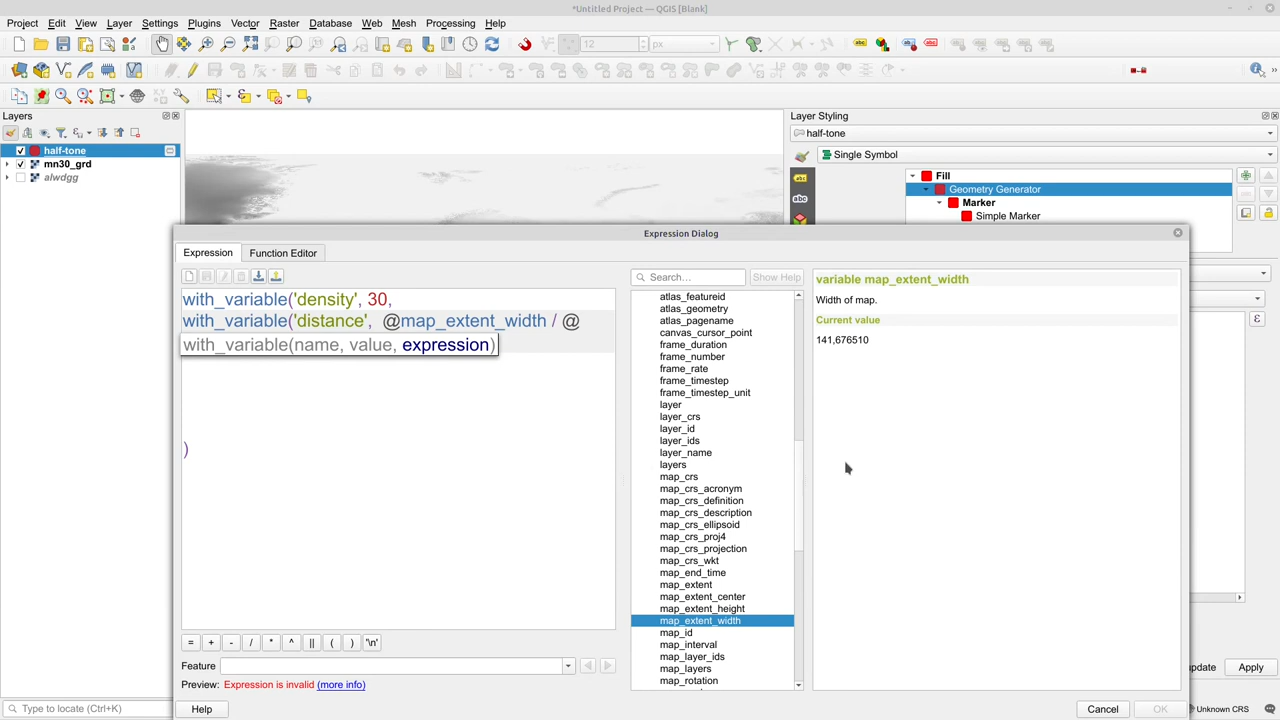 *Untitled Project — QGIS [Blank]
Project Edit View Layer Settings Plugins Vector Raster Database Web Mesh Processing Help
12 px
Layers
half-tone
mn30_grd
alwdgg
Layer Styling
half-tone
Single Symbol
Fill
Geometry Generator
Marker
Simple Marker
Expression Dialog
Expression Function Editor
Search... Show Help
with_variable('density', 30,
with_variable('distance', @map_extent_width / @
with_variable(name, value, expression)
)
atlas_featureid
atlas_geometry
atlas_pagename
canvas_cursor_point
frame_duration
frame_number
frame_rate
frame_timestep
frame_timestep_unit
layer
layer_crs
layer_id
layer_ids
layer_name
layers
map_crs
map_crs_acronym
map_crs_definition
map_crs_description
map_crs_ellipsoid
map_crs_proj4
map_crs_projection
map_crs_wkt
map_end_time
map_extent
map_extent_center
map_extent_height
map_extent_width
map_id
map_interval
map_layer_ids
map_layers
map_rotation
variable map_extent_width
Width of map.
Current value
141,676510
= + - / * ^ || ( ) '\n'
Feature
Preview: Expression is invalid (more info)
Help Cancel OK
update Apply
Type to locate (Ctrl+K) Unknown CRS